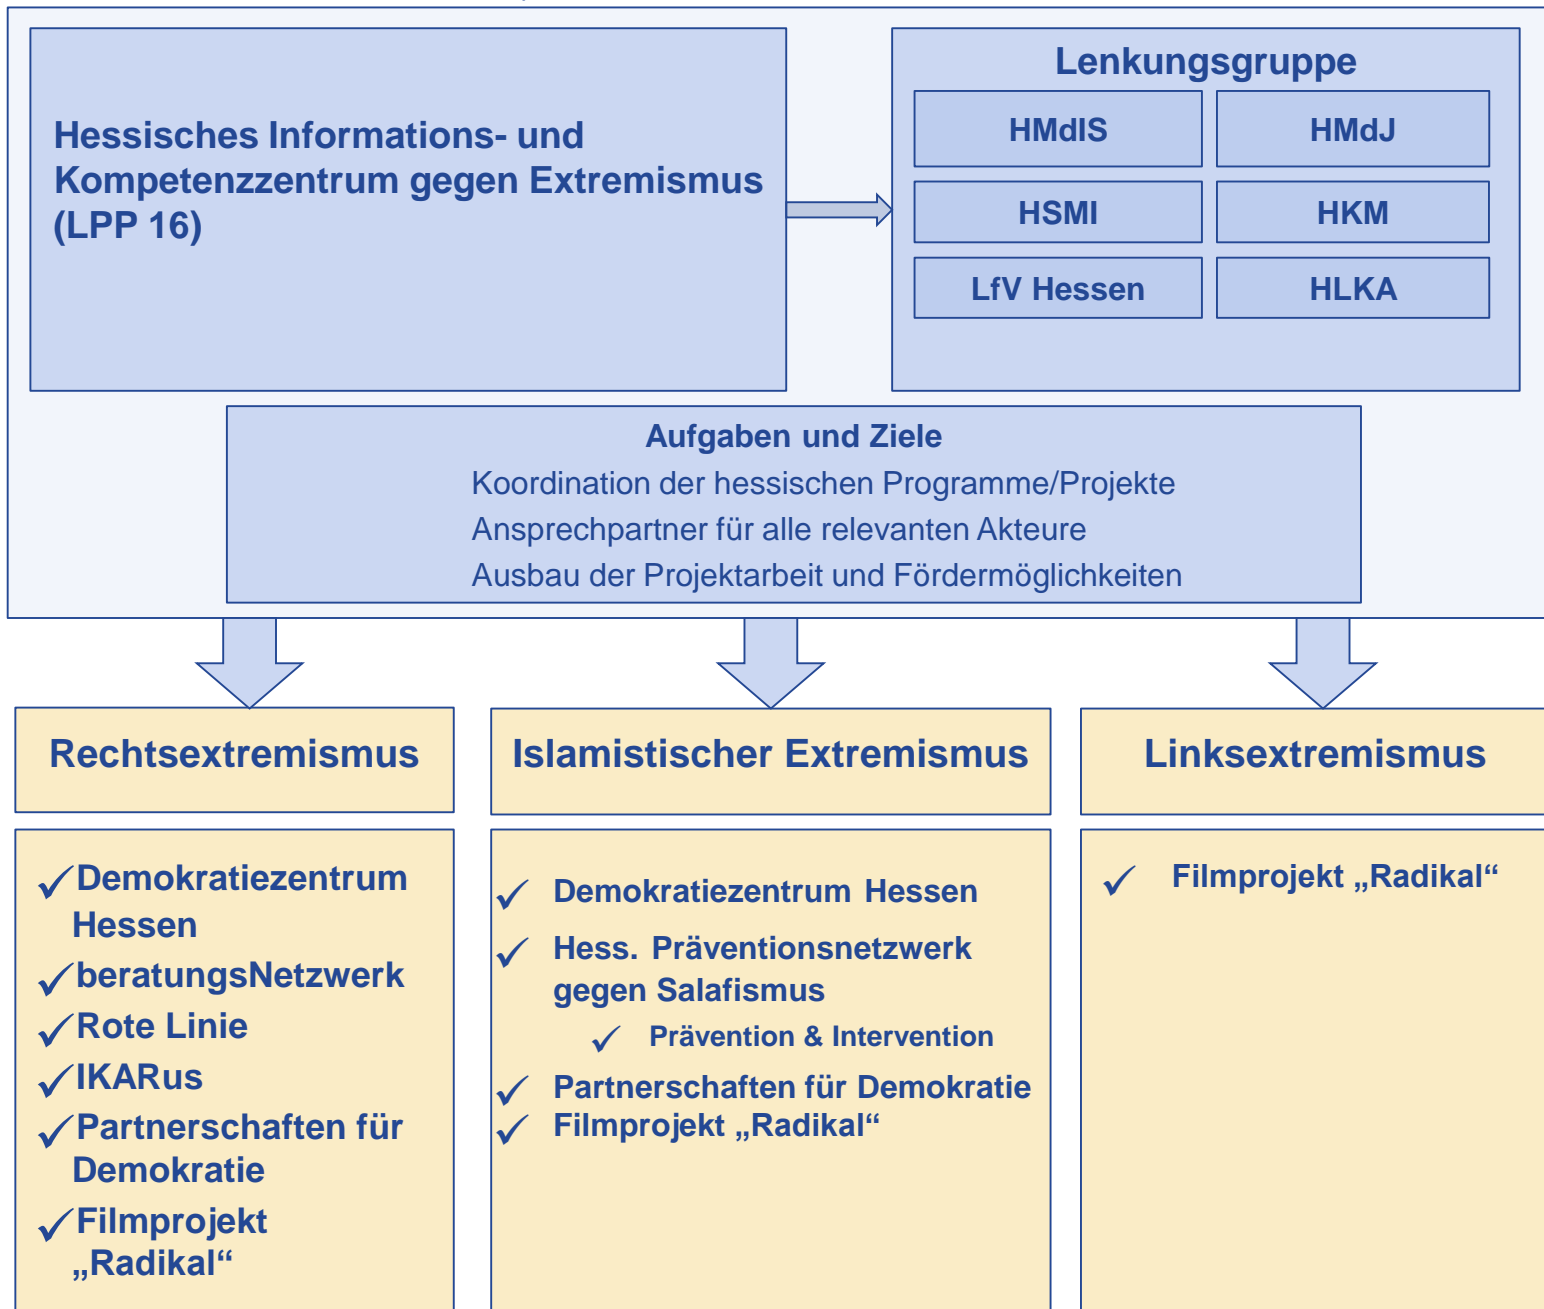 Hessisches Informations- und
Kompetenzzentrum gegen Extremismus
(LPP 16)
Lenkungsgruppe
HMdIS
HMdJ
HSMI
HKM
LfV Hessen
HLKA
Aufgaben und Ziele
Koordination der hessischen Programme/Projekte
Ansprechpartner für alle relevanten Akteure
Ausbau der Projektarbeit und Fördermöglichkeiten
Rechtsextremismus
✓Demokratiezentrum
Hessen
✓beratungsNetzwerk
✓Rote Linie
✓IKARus
✓Partnerschaften für
Demokratie
✓Filmprojekt
„Radikal“
Islamistischer Extremismus
✓ Demokratiezentrum Hessen
✓ Hess. Präventionsnetzwerk
gegen Salafismus
✓ Prävention & Intervention
✓ Partnerschaften für Demokratie
✓ Filmprojekt „Radikal“
Linksextremismus
✓ Filmprojekt „Radikal“